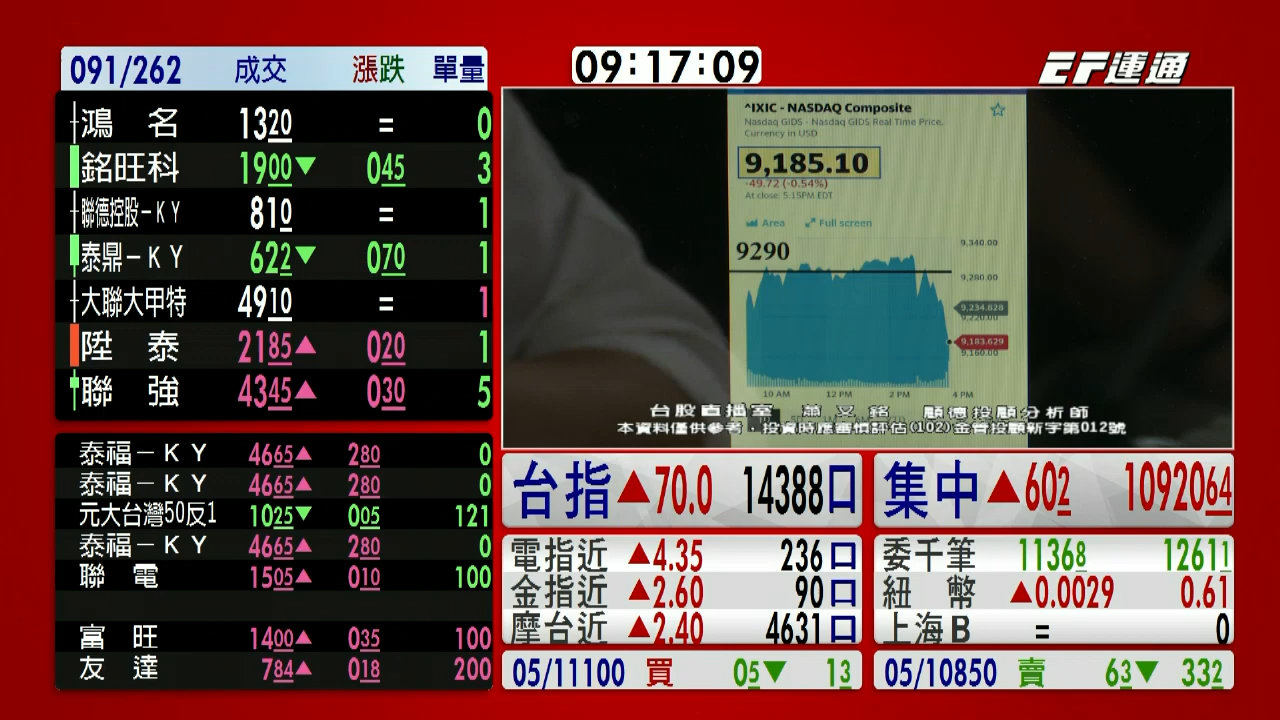 091/262 成交 漲跌 單量
09:17:09
EF運通
鴻名 1320 = 0
銘旺科 1900▼ 045 3
聯德控股-KY 810 = 1
泰鼎-KY 622▼ 070 1
大聯大甲特 4910 = 1
陞泰 2185▲ 020 1
聯強 4345▲ 030 5
泰福-KY 4665▲ 280 0
泰福-KY 4665▲ 280 0
元大台灣50反1 1025▼ 005 121
泰福-KY 4665▲ 280 0
聯電 1505▲ 010 100
富旺 1400▲ 035 100
友達 784▲ 018 200
^IXIC - NASDAQ Composite
Nasdaq GIDS - Nasdaq GIDS Real Time Price.
Currency in USD
9,185.10
-49.72 (-0.54%)
At close: 5:15PM EDT
Area Full screen
9290
9,340.00
9,280.00
9,234.828
9,220.00
9,183.629
9,160.00
10 AM 12 PM 2 PM 4 PM
台股直播室 蕭又銘 顧德投顧分析師
本資料僅供參考，投資時應審慎評估(102)金管投顧新字第012號
台指▲70.0 14388口
集中▲602 1092064
電指近▲4.35 236口
金指近▲2.60 90口
摩台近▲2.40 4631口
委千筆 11368 12611
紐幣▲0.0029 0.61
上海B = 0
05/11100 買 05▼ 13
05/10850 賣 63▼ 332